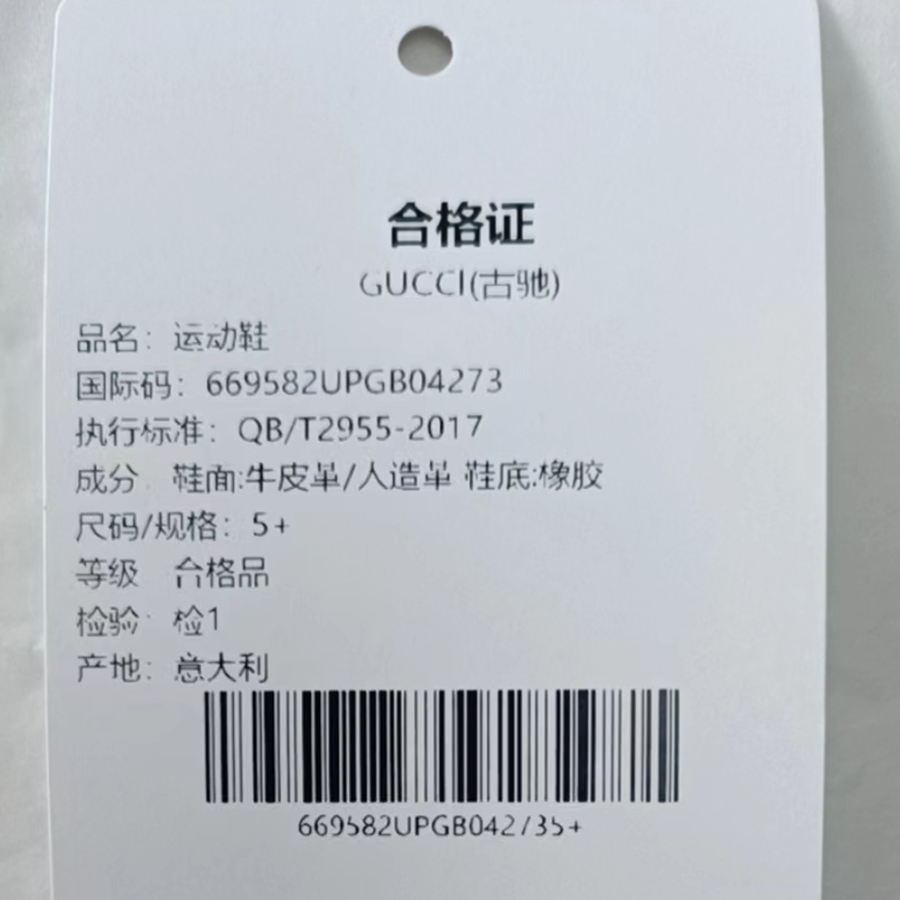 合格证
GUCCI(古驰)
品名: 运动鞋
国际码: 669582UPGB04273
执行标准: QB/T2955-2017
成分 鞋面:牛皮革/人造革 鞋底:橡胶
尺码/规格: 5+
等级 合格品
检验: 检1
产地: 意大利
669582UPGB042735+